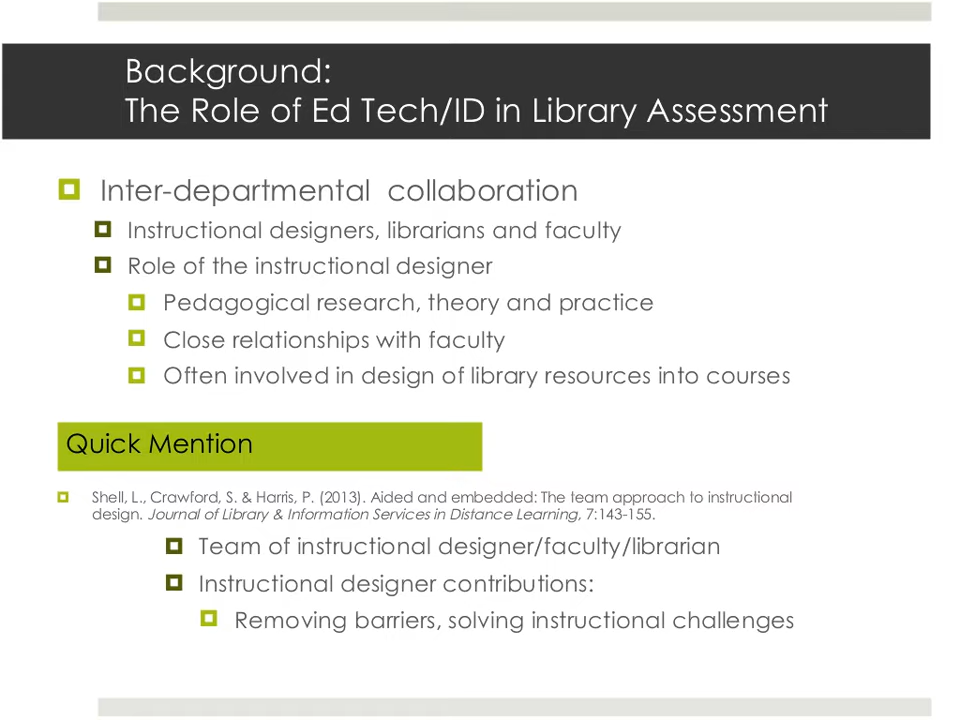 Background:
The Role of Ed Tech/ID in Library Assessment
Inter-departmental collaboration
Instructional designers, librarians and faculty
Role of the instructional designer
Pedagogical research, theory and practice
Close relationships with faculty
Often involved in design of library resources into courses
Quick Mention
Shell, L., Crawford, S. & Harris, P. (2013). Aided and embedded: The team approach to instructional
design. Journal of Library & Information Services in Distance Learning, 7:143-155.
Team of instructional designer/faculty/librarian
Instructional designer contributions:
Removing barriers, solving instructional challenges